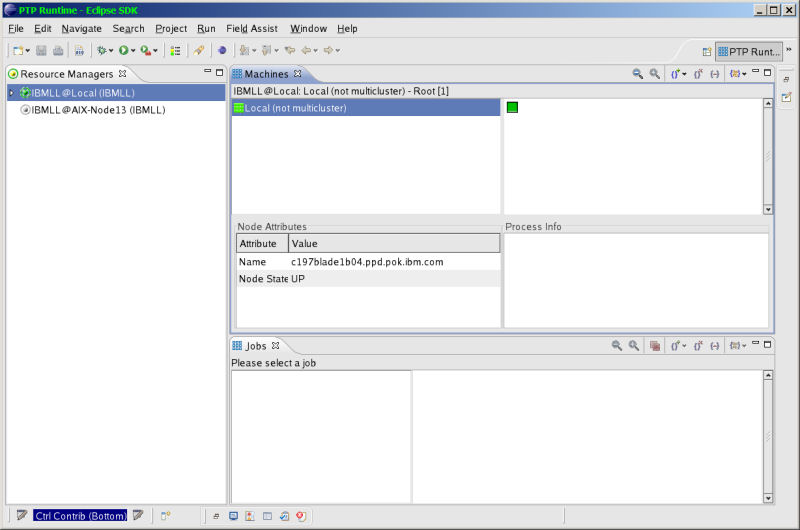 PTP Runtime - Eclipse SDK
File Edit Navigate Search Project Run Field Assist Window Help
PTP Runt...
Resource Managers
IBMLL@Local (IBMLL)
IBMLL@AIX-Node13 (IBMLL)
Machines
IBMLL@Local: Local (not multicluster) - Root [1]
Local (not multicluster)
Node Attributes
Attribute Value
Name c197blade1b04.ppd.pok.ibm.com
Node State UP
Process Info
Jobs
Please select a job
Ctrl Contrib (Bottom)